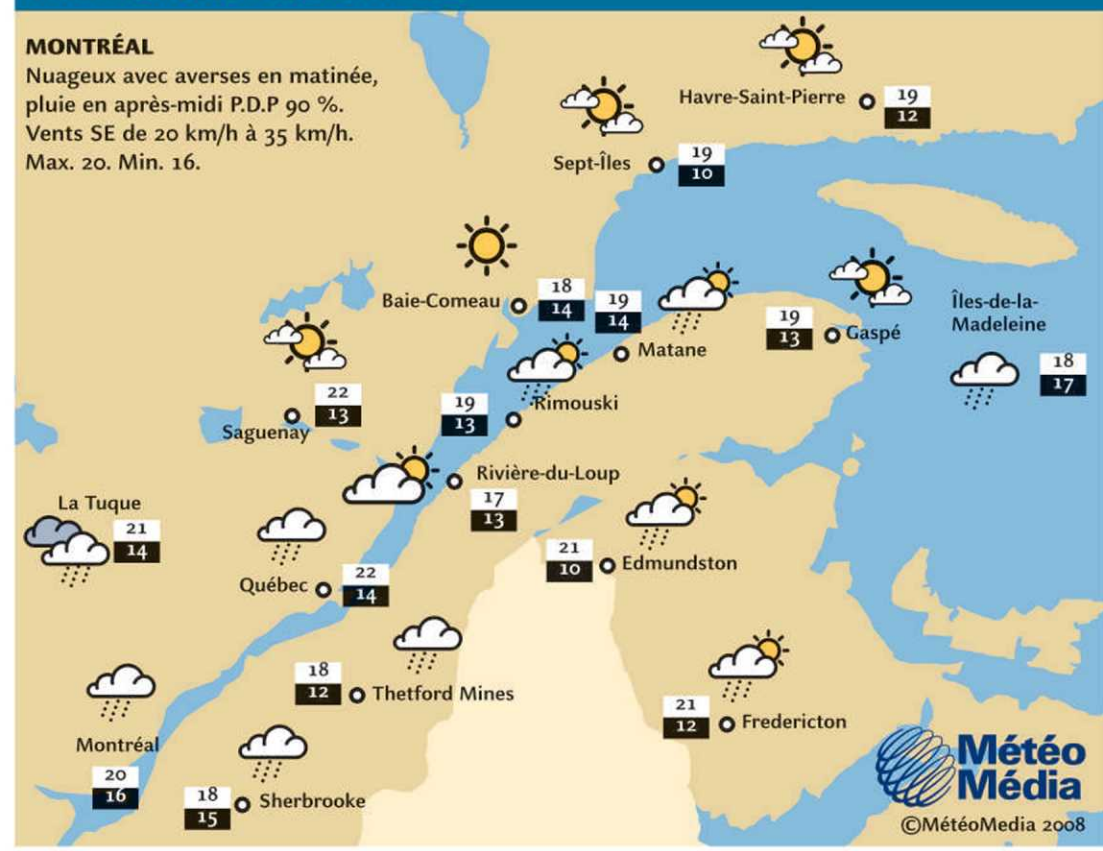 MONTRÉAL
Nuageux avec averses en matinée,
pluie en après-midi P.D.P 90 %.
Vents SE de 20 km/h à 35 km/h.
Max. 20. Min. 16.
Havre-Saint-Pierre
19
12
Sept-Îles
19
10
Baie-Comeau
18
14
19
14
Matane
19
13
Gaspé
Îles-de-la-
Madeleine
18
17
22
13
Saguenay
19
13
Rimouski
Rivière-du-Loup
17
13
La Tuque
21
14
21
10
Edmundston
Québec
22
14
18
12
Thetford Mines
21
12
Fredericton
Montréal
20
16
18
15
Sherbrooke
Météo
Média
©MétéoMedia 2008